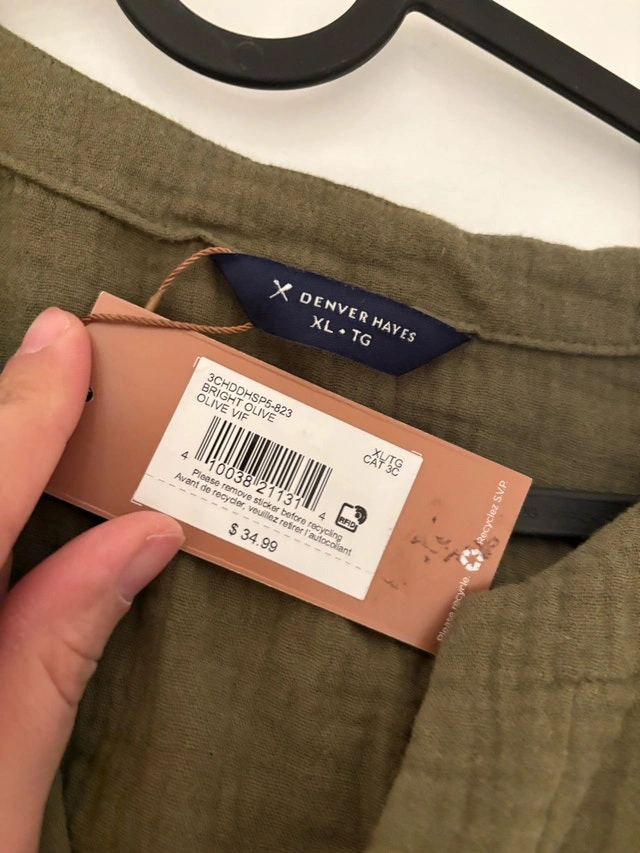 DENVER HAYES
XL • TG
3CHDDHSP5-823
BRIGHT OLIVE
OLIVE VIF
XL/TG
CAT 3C
4 10038 21131 4
Please remove sticker before recycling
Avant de recycler, veuillez retirer l'autocollant
RFID
$ 34.99
Please recycle. Recyclez S.V.P.